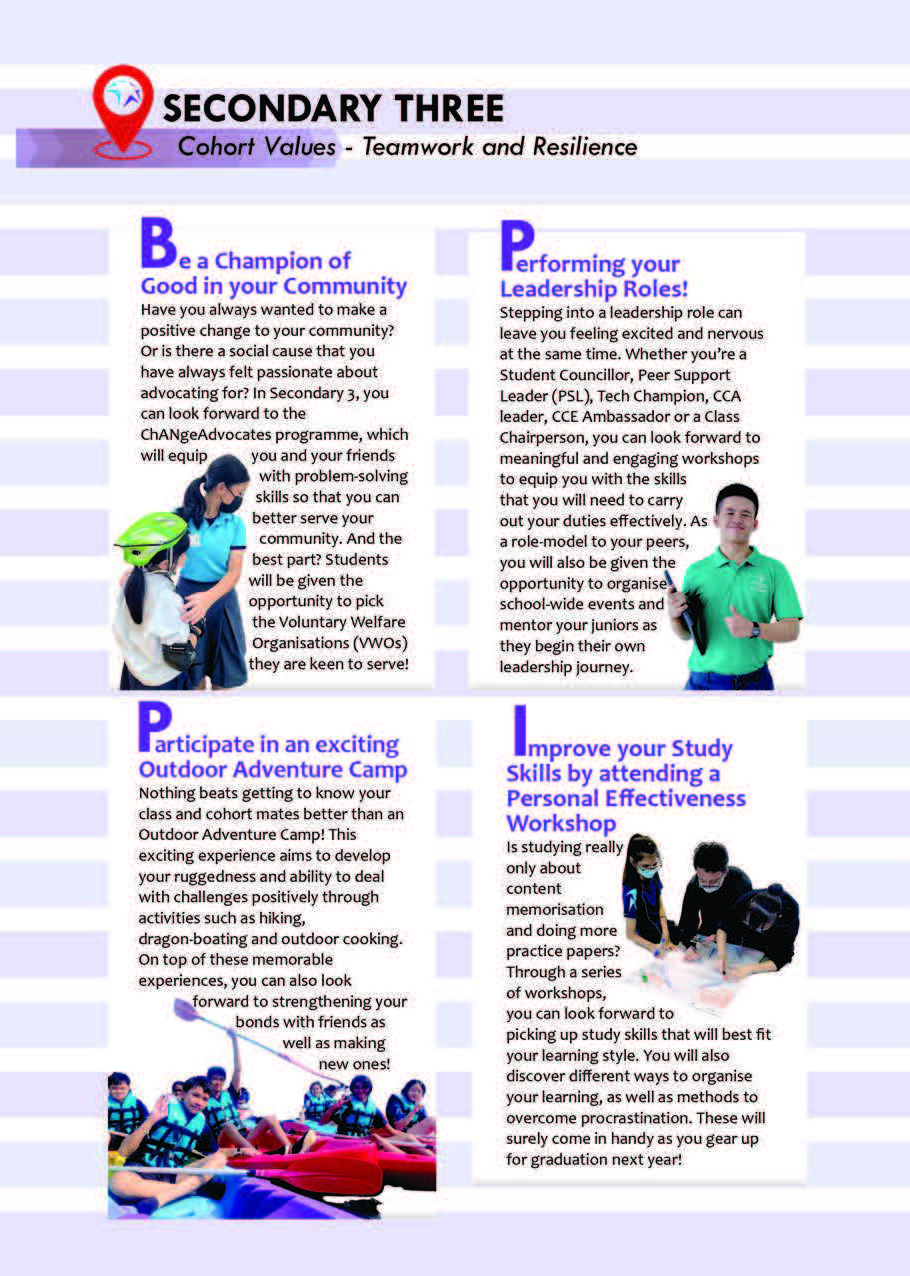 SECONDARY THREE
Cohort Values - Teamwork and Resilience
Be a Champion of
Good in your Community
Have you always wanted to make a
positive change to your community?
Or is there a social cause that you
have always felt passionate about
advocating for? In Secondary 3, you
can look forward to the
ChANgeAdvocates programme, which
will equip you and your friends
with problem-solving
skills so that you can
better serve your
community. And the
best part? Students
will be given the
opportunity to pick
the Voluntary Welfare
Organisations (VWOs)
they are keen to serve!
Performing your
Leadership Roles!
Stepping into a leadership role can
leave you feeling excited and nervous
at the same time. Whether you're a
Student Councillor, Peer Support
Leader (PSL), Tech Champion, CCA
leader, CCE Ambassador or a Class
Chairperson, you can look forward to
meaningful and engaging workshops
to equip you with the skills
that you will need to carry
out your duties effectively. As
a role-model to your peers,
you will also be given the
opportunity to organise
school-wide events and
mentor your juniors as
they begin their own
leadership journey.
Participate in an exciting
Outdoor Adventure Camp
Nothing beats getting to know your
class and cohort mates better than an
Outdoor Adventure Camp! This
exciting experience aims to develop
your ruggedness and ability to deal
with challenges positively through
activities such as hiking,
dragon-boating and outdoor cooking.
On top of these memorable
experiences, you can also look
forward to strengthening your
bonds with friends as
well as making
new ones!
Improve your Study
Skills by attending a
Personal Effectiveness
Workshop
Is studying really
only about
content
memorisation
and doing more
practice papers?
Through a series
of workshops,
you can look forward to
picking up study skills that will best fit
your learning style. You will also
discover different ways to organise
your learning, as well as methods to
overcome procrastination. These will
surely come in handy as you gear up
for graduation next year!